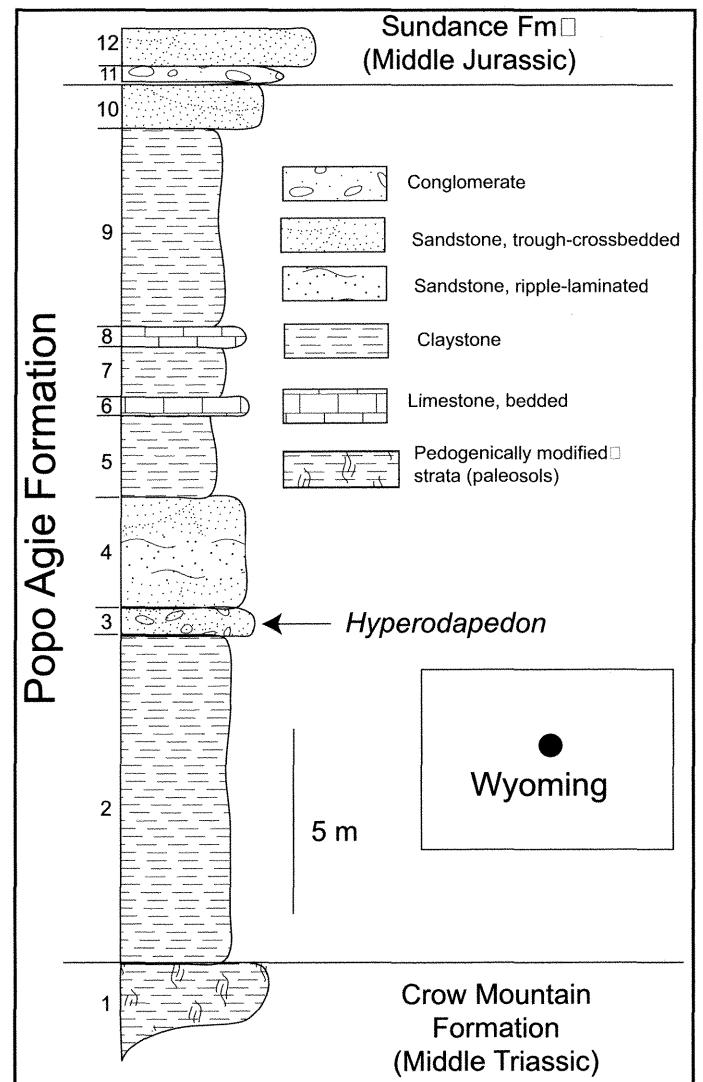 Sundance Fm□
(Middle Jurassic)
12
11
10
9
8
7
6
5
4
3
2
1
Popo Agie Formation
Conglomerate
Sandstone, trough-crossbedded
Sandstone, ripple-laminated
Claystone
Limestone, bedded
Pedogenically modified□
strata (paleosols)
Hyperodapedon
Wyoming
5 m
Crow Mountain
Formation
(Middle Triassic)